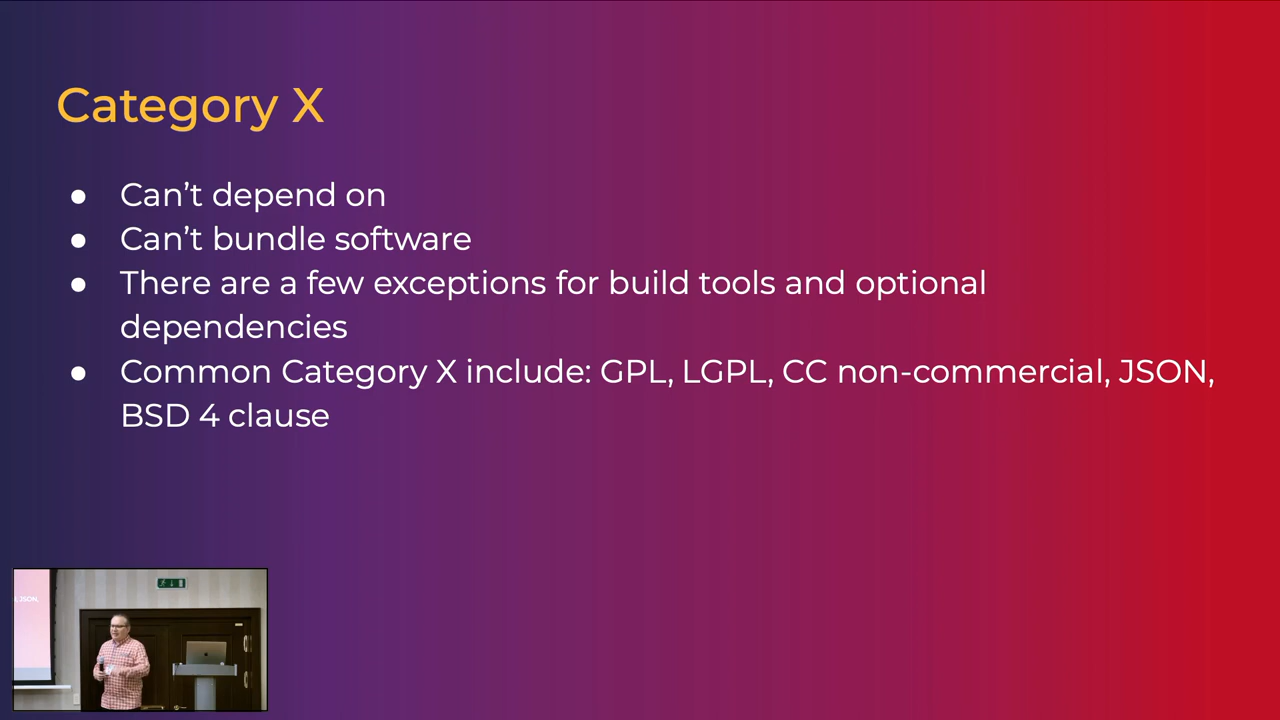 Category X
● Can’t depend on
● Can’t bundle software
● There are a few exceptions for build tools and optional
dependencies
● Common Category X include: GPL, LGPL, CC non-commercial, JSON,
BSD 4 clause
JSON,